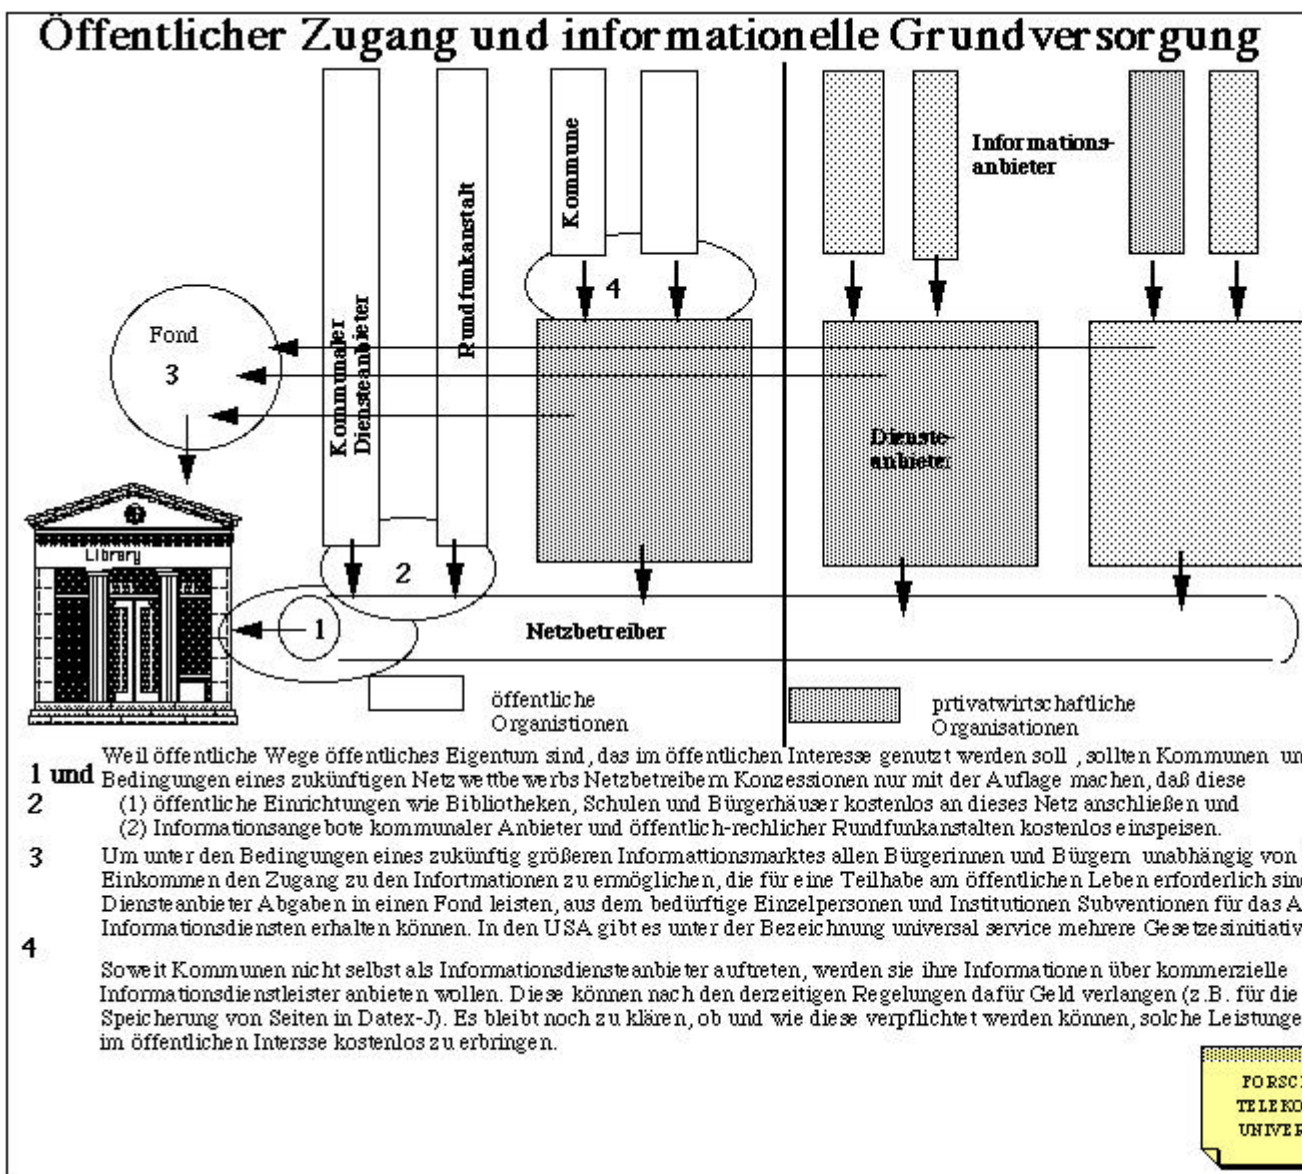 Öffentlicher Zugang und informationelle Grundversorgung
Kommunaler
Diensteanbieter
Rundfunkanstalt
Kommune
Informations-
anbieter
4
Fond
3
Dienste-
anbieter
Library
2
1
Netzbetreiber
öffentliche
Organistionen
prtivatwirtschaftliche
Organisationen
1 und
2
Weil öffentliche Wege öffentliches Eigentum sind, das im öffentlichen Interesse genutzt werden soll , sollten Kommunen
Bedingungen eines zukünftigen Netzwettbewerbs Netzbetreibern Konzessionen nur mit der Auflage machen, daß diese
(1) öffentliche Einrichtungen wie Bibliotheken, Schulen und Bürgerhäuser kostenlos an dieses Netz anschließen und
(2) Informationsangebote kommunaler Anbieter und öffentlich-rechlicher Rundfunkanstalten kostenlos einspeisen.
3
Um unter den Bedingungen eines zukünftig größeren Informattionsmarktes allen Bürgerinnen und Bürgern unabhängig von
Einkommen den Zugang zu den Infortmationen zu ermöglichen, die für eine Teilhabe am öffentlichen Leben erforderlich
Diensteanbieter Abgaben in einen Fond leisten, aus dem bedürftige Einzelpersonen und Institutionen Subventionen für das
Informationsdiensten erhalten können. In den USA gibt es unter der Bezeichnung universal service mehrere
4
Soweit Kommunen nicht selbst als Informationsdiensteanbieter auftreten, werden sie ihre Informationen über kommerzielle
Informationsdienstleister anbieten wollen. Diese können nach den derzeitigen Regelungen dafür Geld verlangen (z.B. für die
Speicherung von Seiten in Datex-J). Es bleibt noch zu klären, ob und wie diese verpflichtet werden können, solche
im öffentlichen Intersse kostenlos zu erbringen.